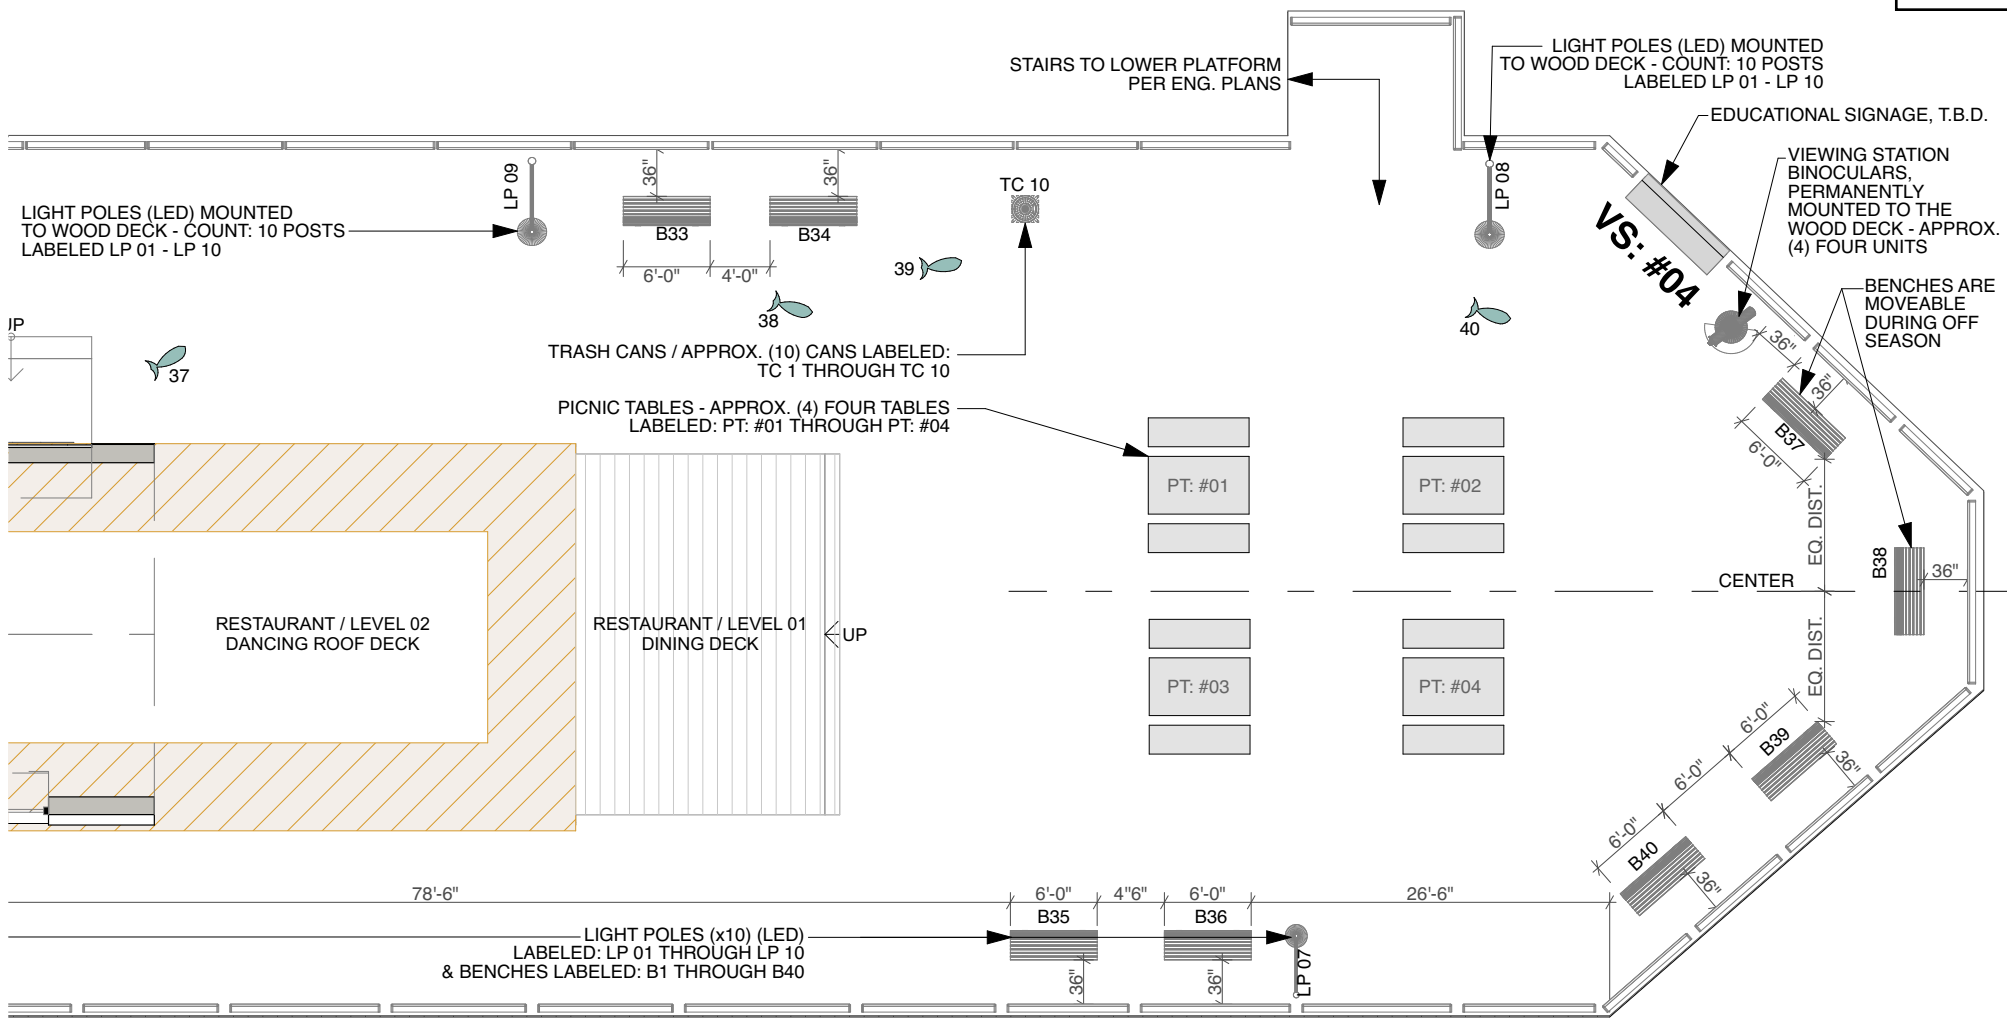 STAIRS TO LOWER PLATFORM
PER ENG. PLANS
LIGHT POLES (LED) MOUNTED
TO WOOD DECK - COUNT: 10 POSTS
LABELED LP 01 - LP 10
EDUCATIONAL SIGNAGE, T.B.D.
VIEWING STATION
BINOCULARS,
PERMANENTLY
MOUNTED TO THE
WOOD DECK - APPROX.
(4) FOUR UNITS
BENCHES ARE
MOVEABLE
DURING OFF
SEASON
LIGHT POLES (LED) MOUNTED
TO WOOD DECK - COUNT: 10 POSTS
LABELED LP 01 - LP 10
LP 09
36"
36"
B33
B34
6'-0"
4'-0"
TC 10
LP 08
VS: #04
39
38
40
37
36"
36"
B37
6'-0"
TRASH CANS / APPROX. (10) CANS LABELED:
TC 1 THROUGH TC 10
PICNIC TABLES - APPROX. (4) FOUR TABLES
LABELED: PT: #01 THROUGH PT: #04
PT: #01
PT: #02
EQ. DIST.
B38
36"
CENTER
EQ. DIST.
RESTAURANT / LEVEL 02
DANCING ROOF DECK
RESTAURANT / LEVEL 01
DINING DECK
UP
PT: #03
PT: #04
6'-0"
B39
36"
6'-0"
6'-0"
B40
36"
78'-6"
6'-0"
4"6"
6'-0"
26'-6"
B35
B36
LIGHT POLES (x10) (LED)
LABELED: LP 01 THROUGH LP 10
& BENCHES LABELED: B1 THROUGH B40
36"
36"
LP 07